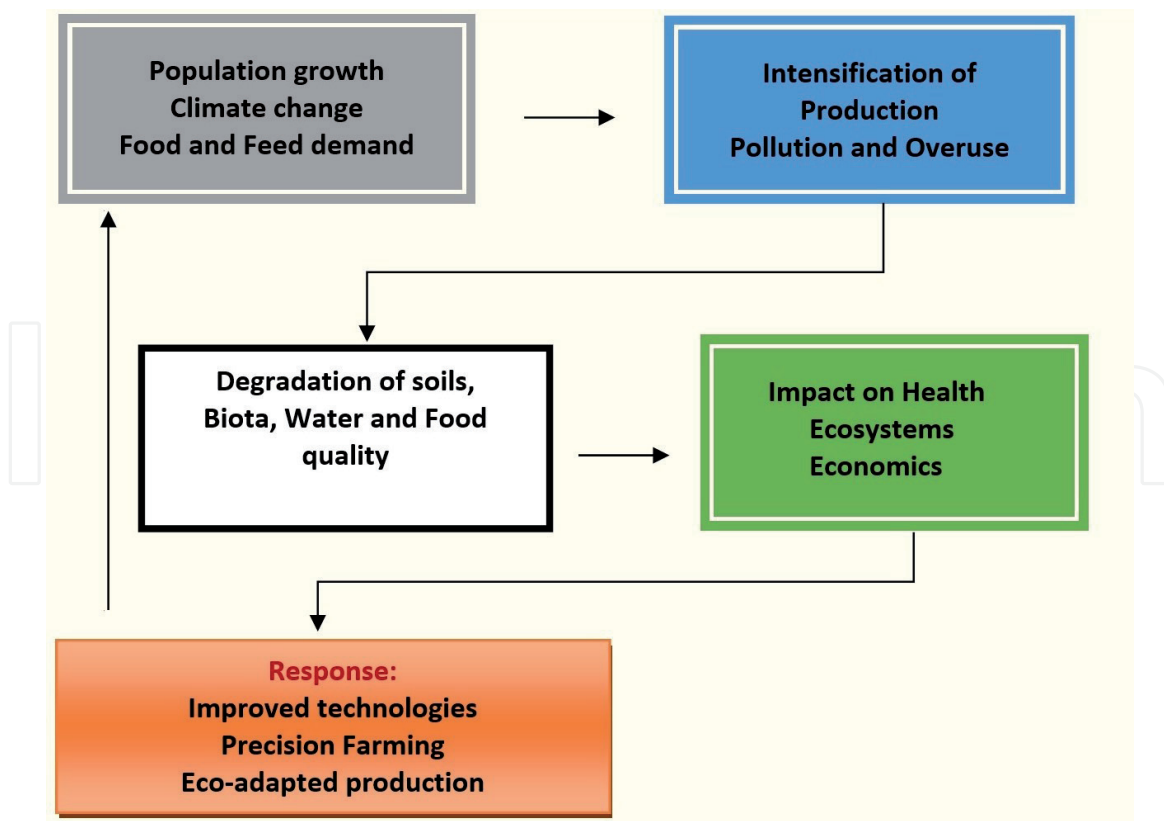 Population growth
Climate change
Food and Feed demand
Intensification of
Production
Pollution and Overuse
Degradation of soils,
Biota, Water and Food
quality
Impact on Health
Ecosystems
Economics
Response:
Improved technologies
Precision Farming
Eco-adapted production